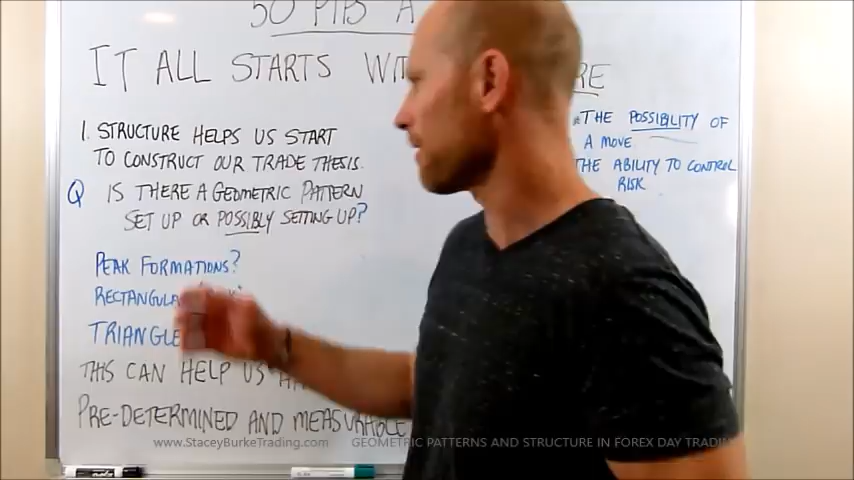 50 PIPS A
IT ALL STARTS
1. STRUCTURE HELPS US START
TO CONSTRUCT OUR TRADE THESIS.
Q IS THERE A GEOMETRIC PATTERN
SET UP OR POSSIBLY SETTING UP?
PEAK FORMATIONS?
TRIANGLE
THIS CAN HELP US
PRE-DETERMINED AND MEASURABLE
*THE POSSIBILITY OF
A MOVE
THE ABILITY TO CONTROL
RISK
www.StaceyBurkeTrading.com GEOMETRIC PATTERNS AND STRUCTURE IN FOREX DAY TRADING